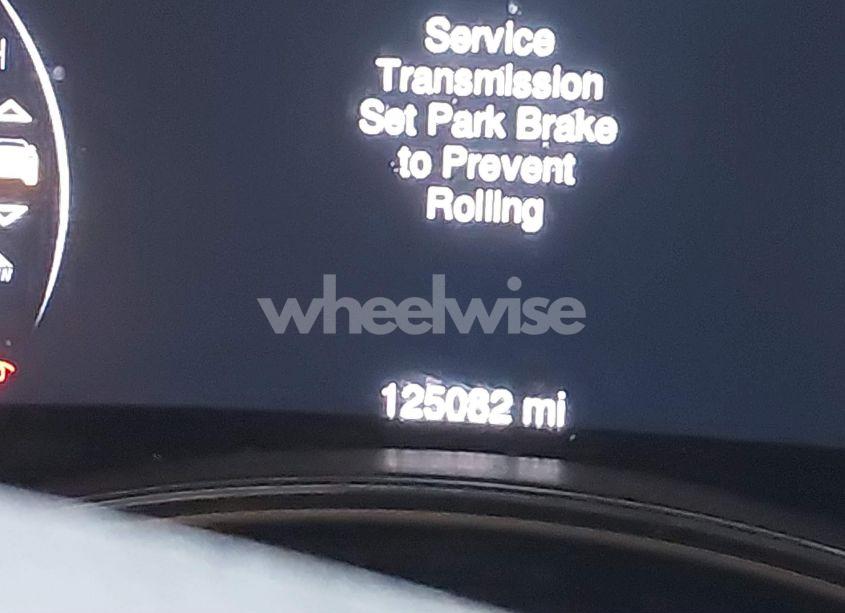 Service
Transmission
Set Park Brake
to Prevent
Rolling
wheelwise
125082 mi